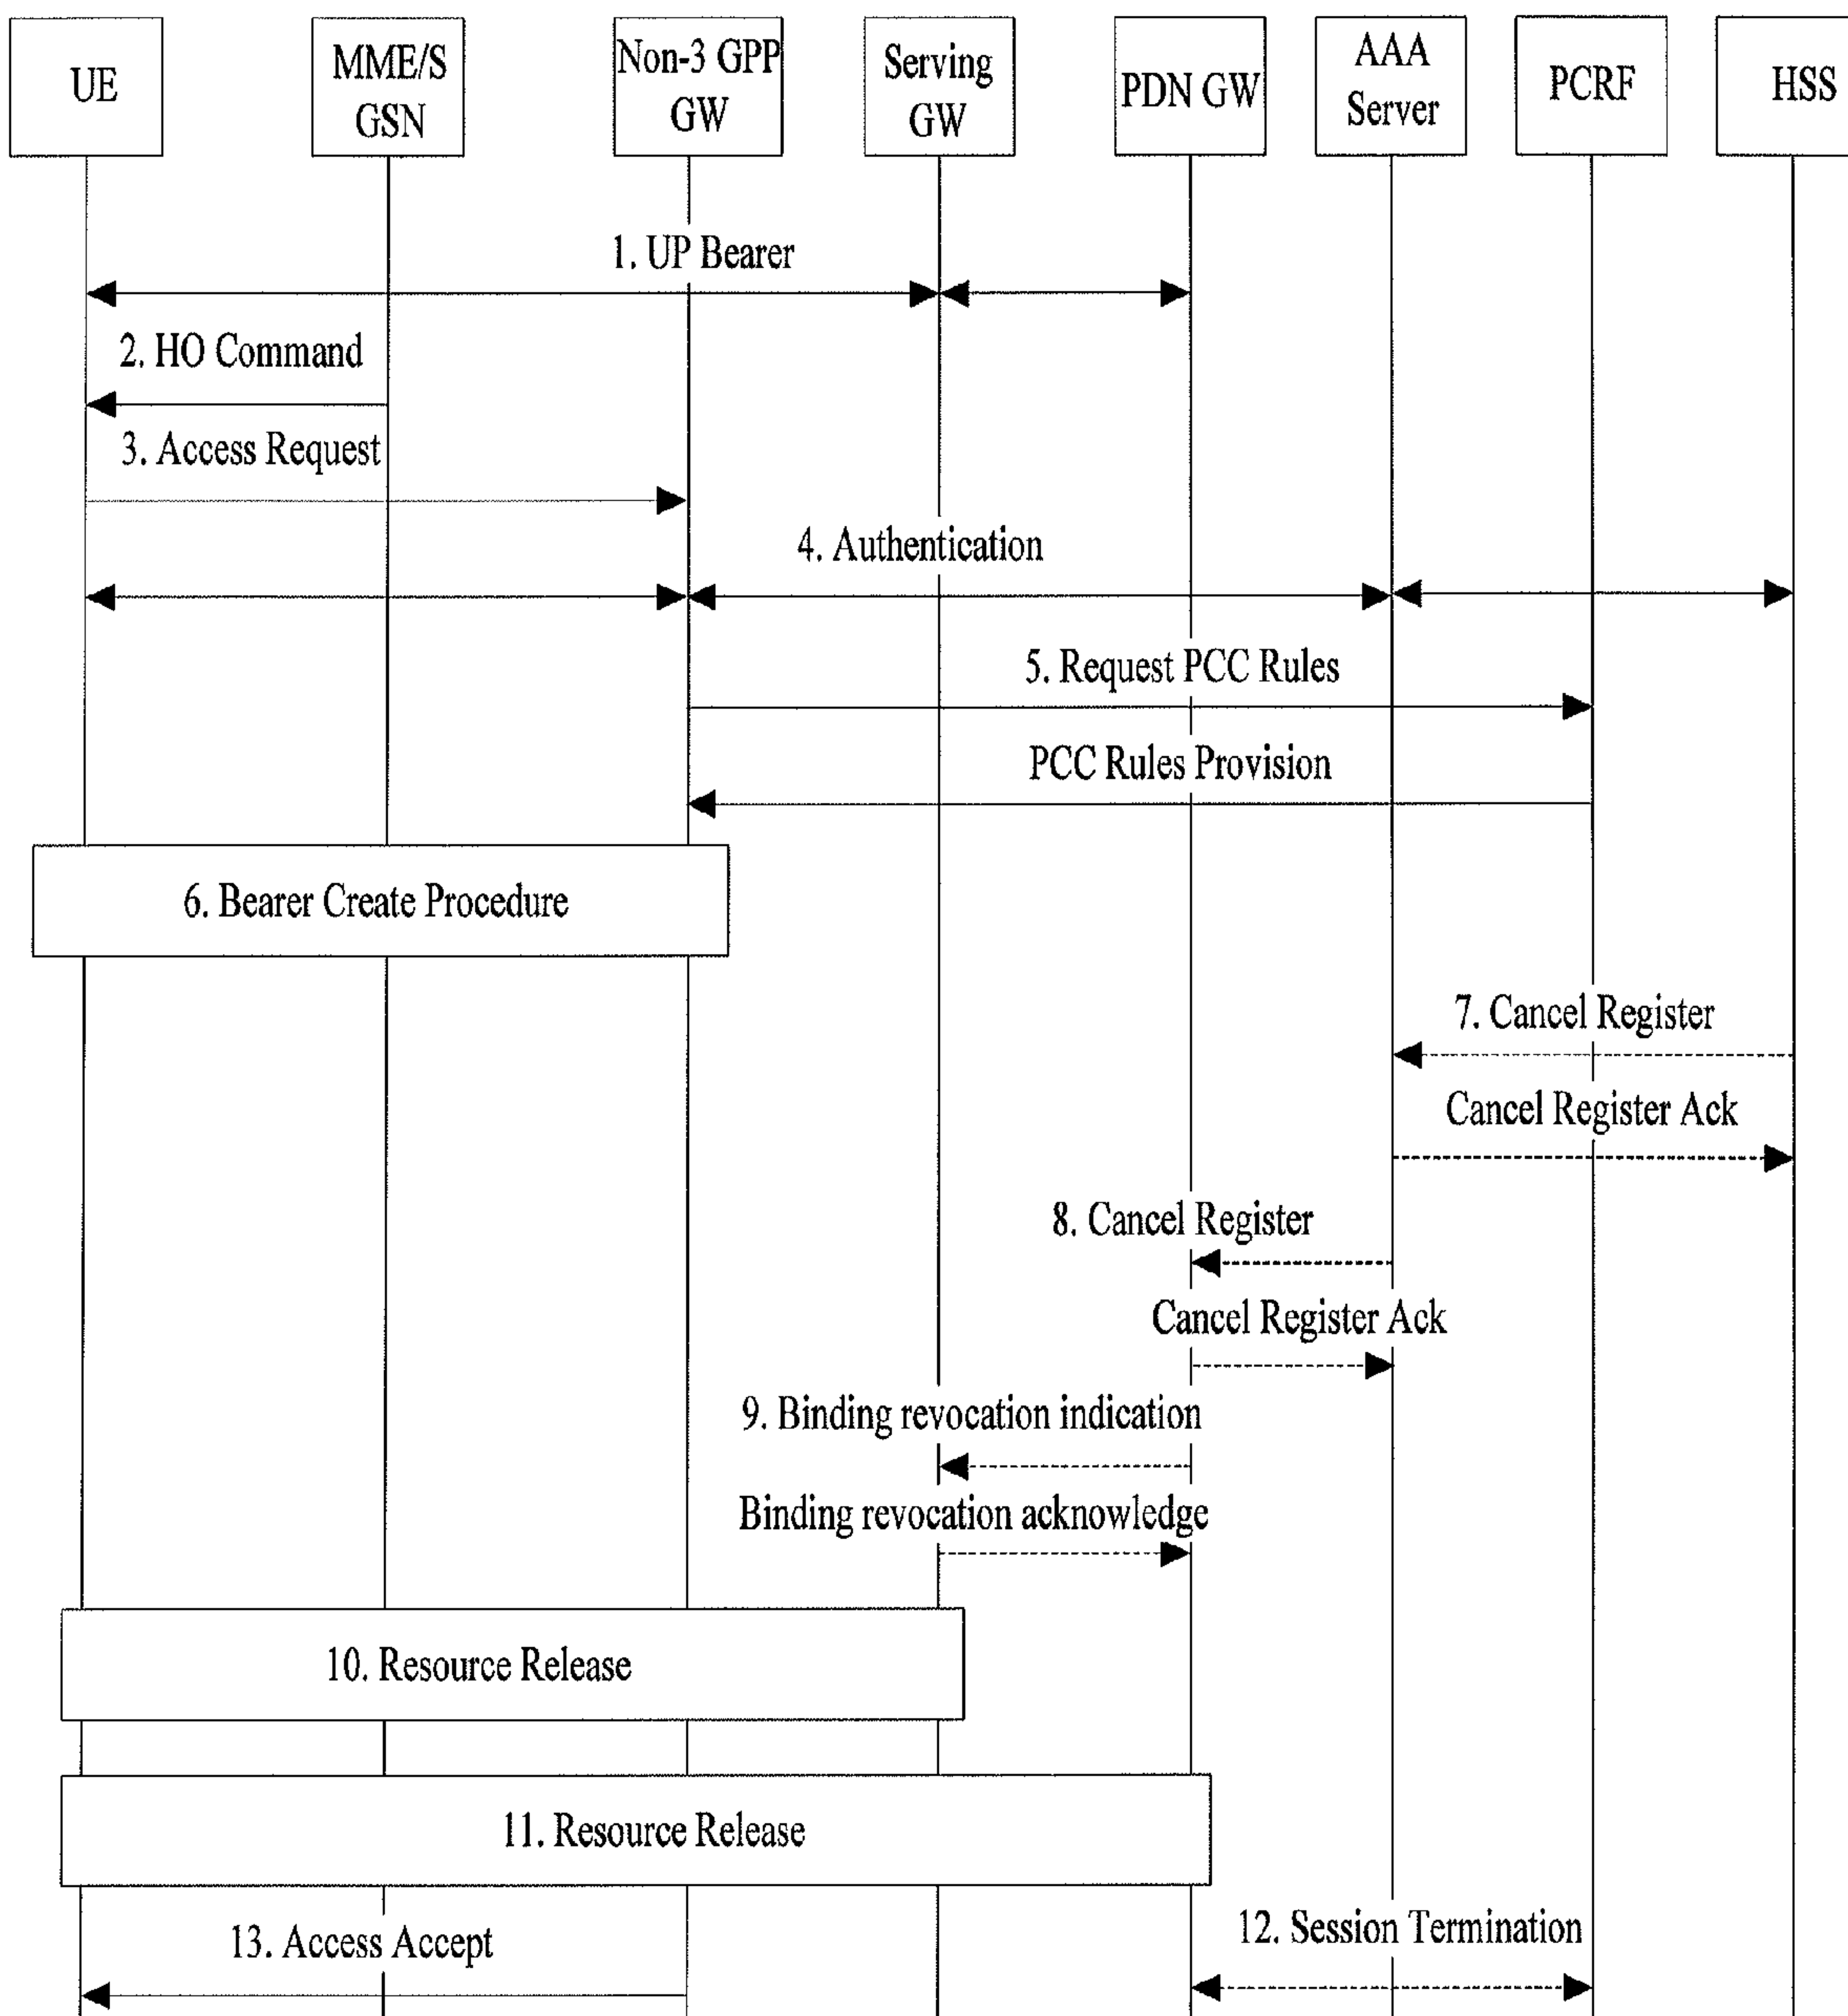 UE
MME/S
GSN
Non-3 GPP
GW
Serving
GW
PDN GW
AAA
Server
PCRF
HSS
1. UP Bearer
2. HO Command
3. Access Request
4. Authentication
5. Request PCC Rules
PCC Rules Provision
6. Bearer Create Procedure
7. Cancel Register
Cancel Register Ack
8. Cancel Register
Cancel Register Ack
9. Binding revocation indication
Binding revocation acknowledge
10. Resource Release
11. Resource Release
12. Session Termination
13. Access Accept